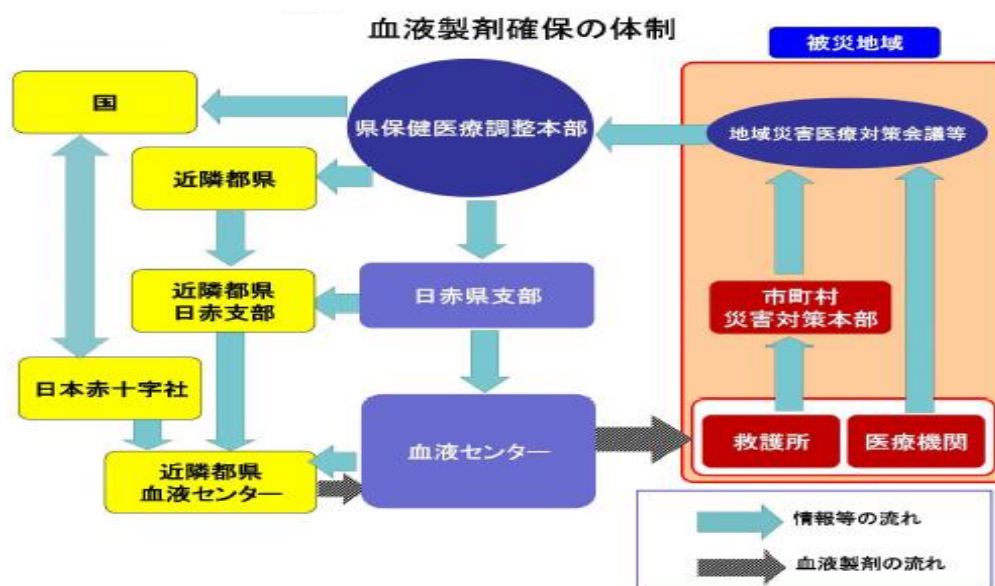 血液製剤確保の体制
被災地域
国
県保健医療調整本部
地域災害医療対策会議等
近隣都県
近隣都県
日赤支部
日赤県支部
市町村
災害対策本部
日本赤十字社
血液センター
救護所
医療機関
近隣都県
血液センター
情報等の流れ
血液製剤の流れ